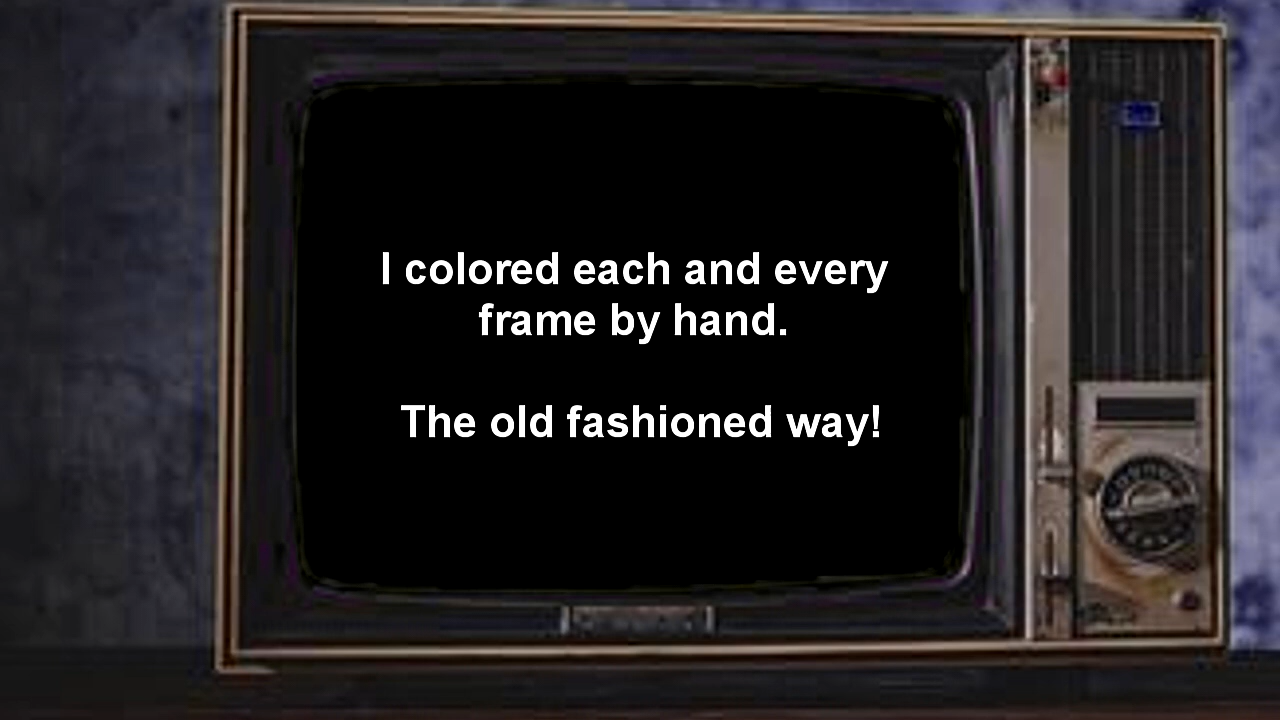 I colored each and every
frame by hand.
The old fashioned way!